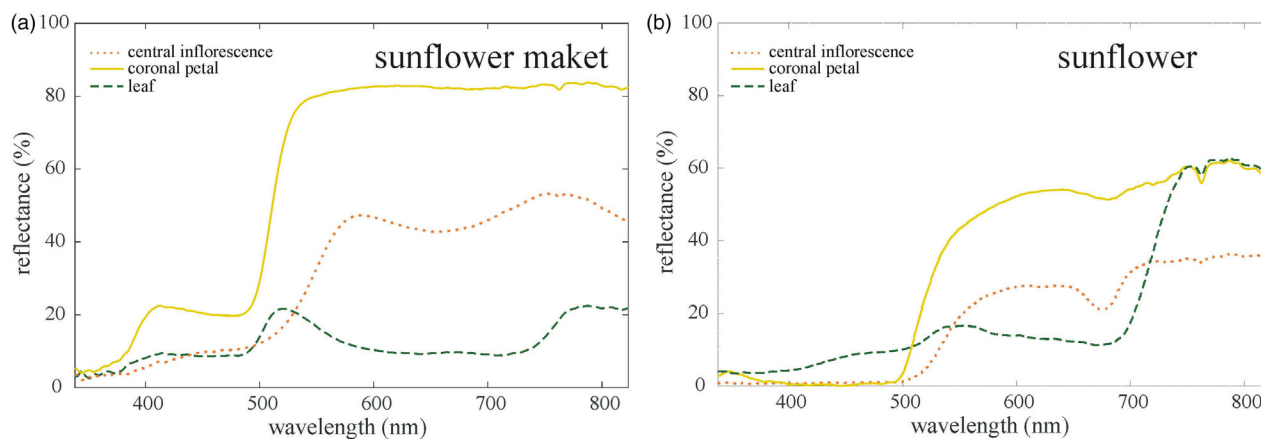 (a)
100
80
60
40
20
0
reflectance (%)
central inflorescence
coronal petal
leaf
sunflower maket
400 500 600 700 800
wavelength (nm)
(b)
100
80
60
40
20
0
reflectance (%)
central inflorescence
coronal petal
leaf
sunflower
400 500 600 700 800
wavelength (nm)